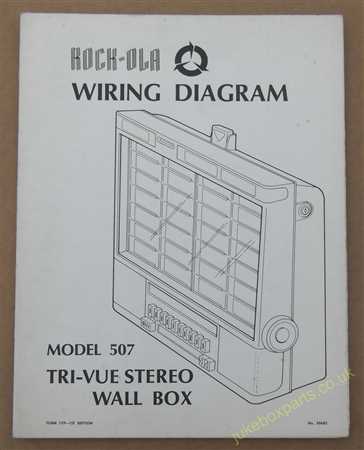 ROCK-OLA
WIRING DIAGRAM
MODEL 507
TRI-VUE STEREO
WALL BOX
jukeboxparts.co.uk